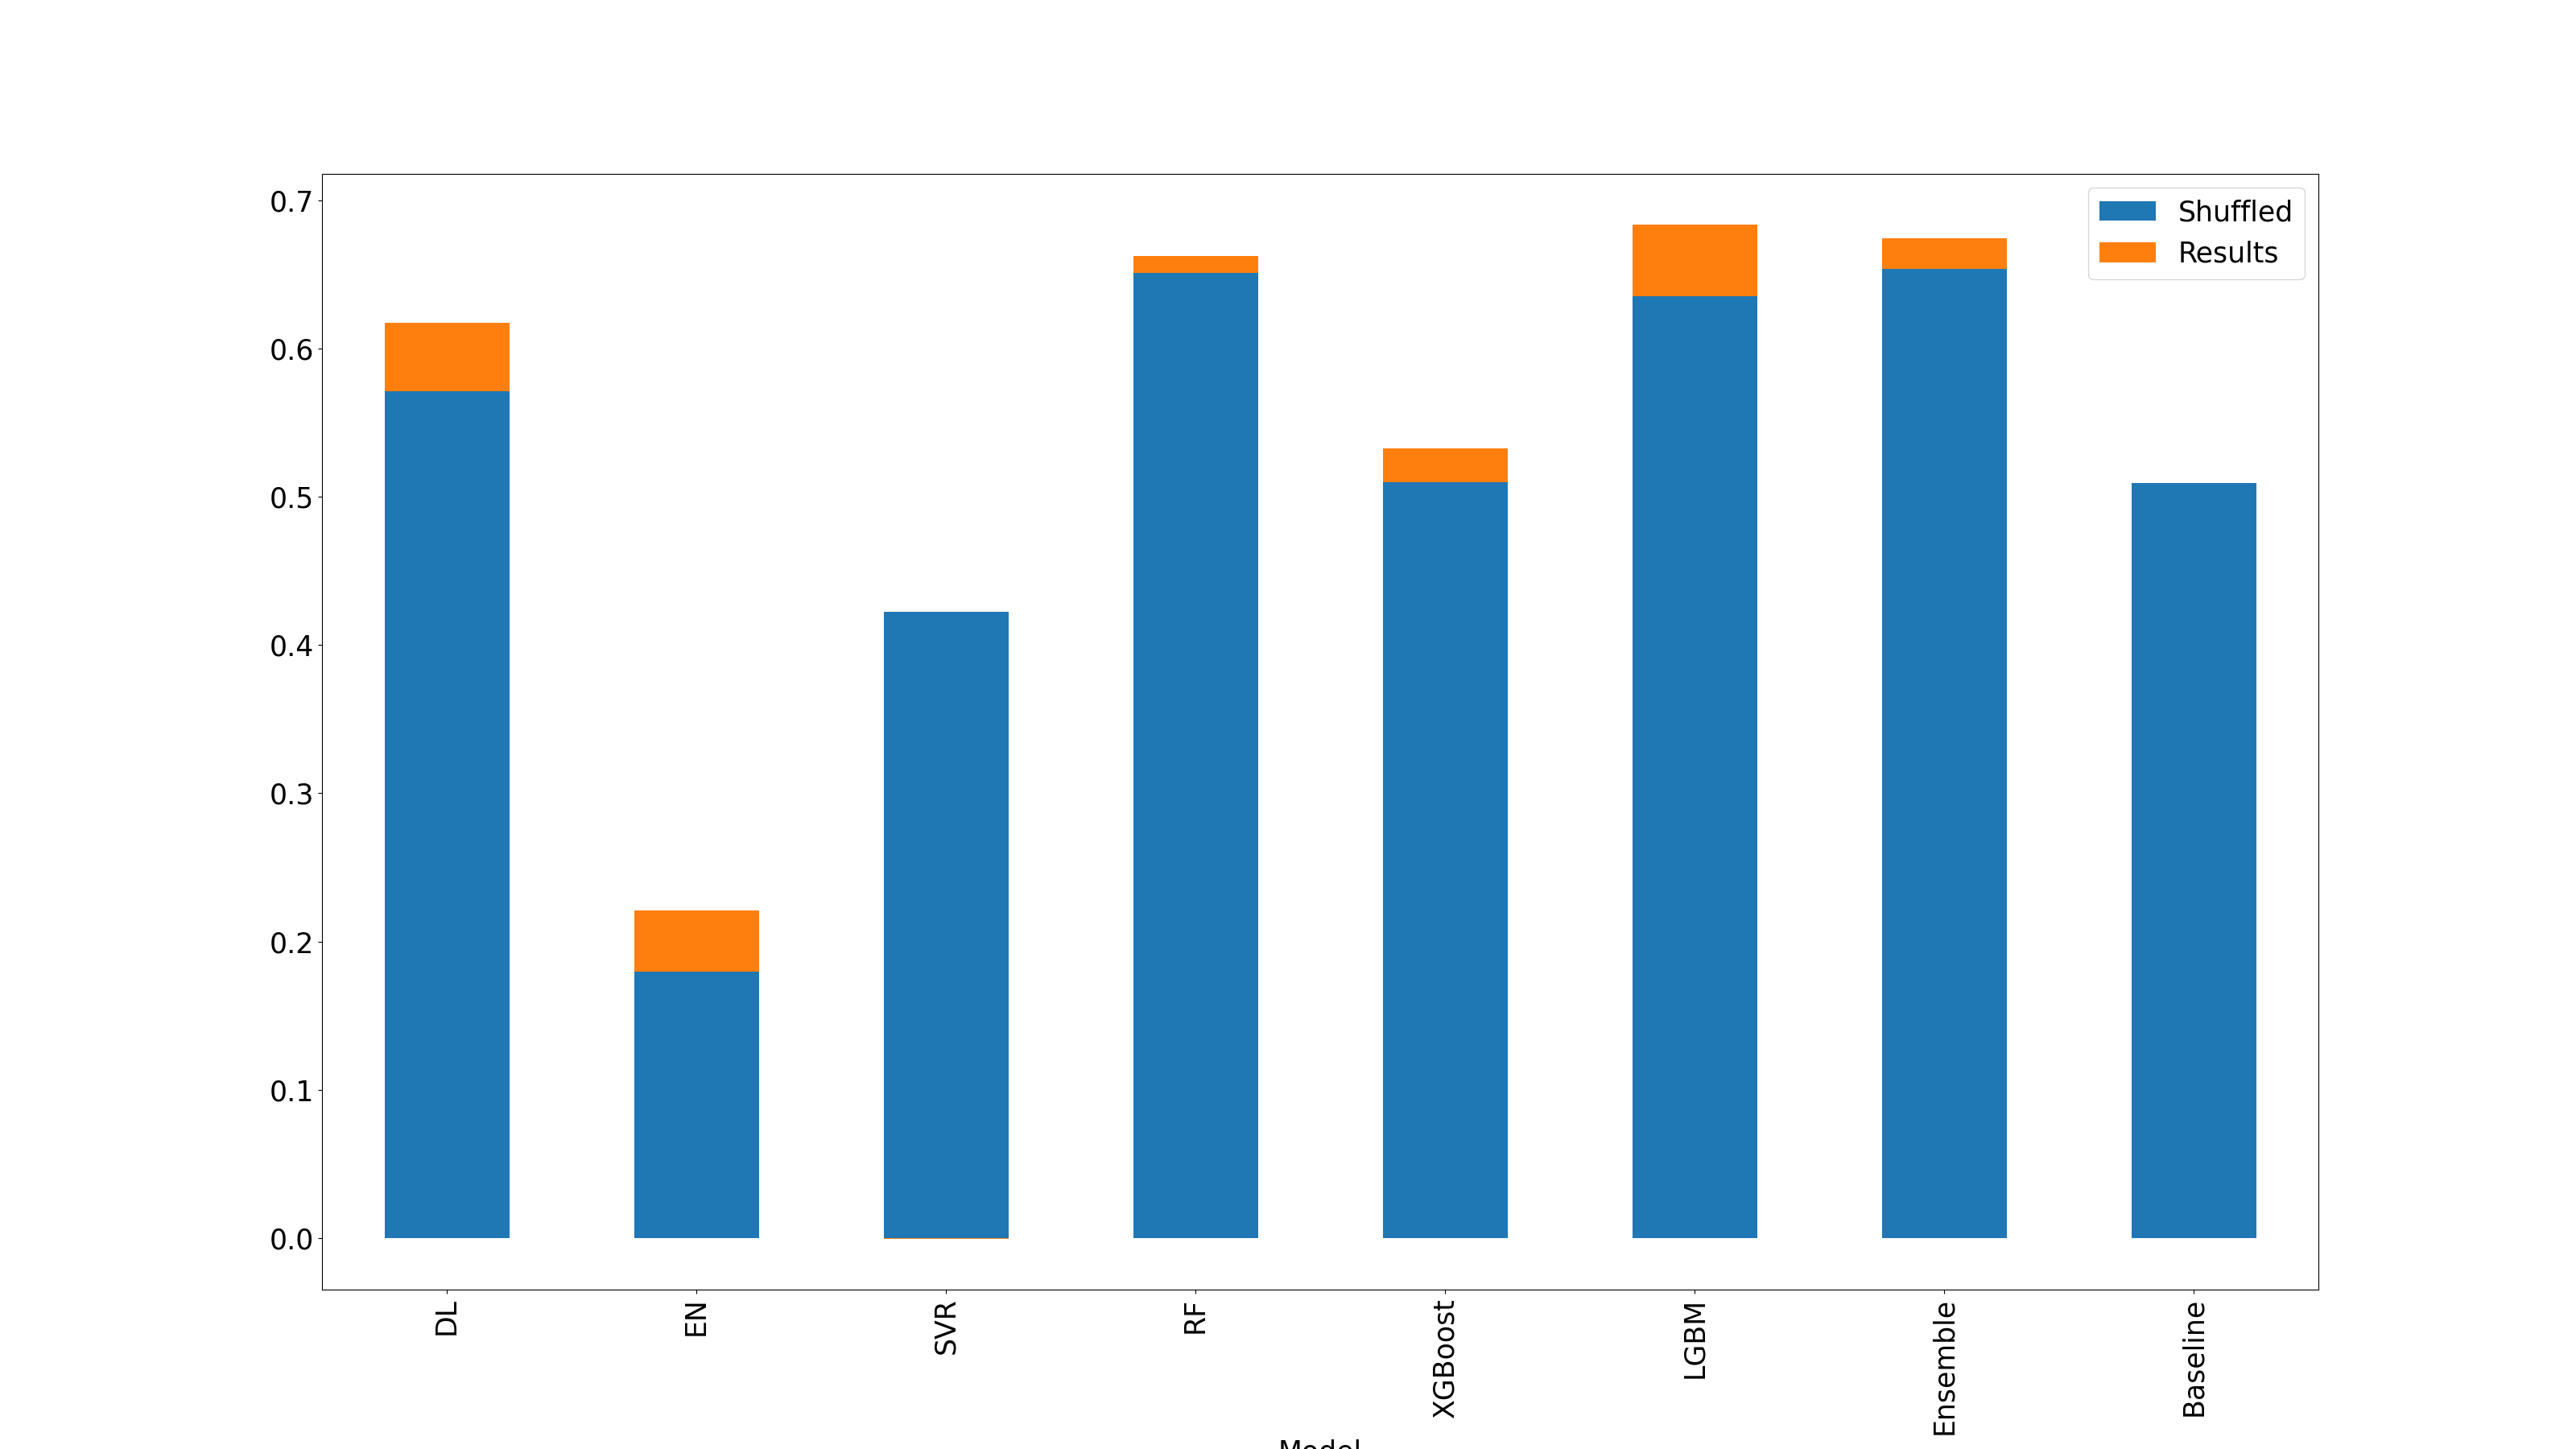 0.7
0.6
0.5
0.4
0.3
0.2
0.1
0.0
Shuffled
Results
DL
EN
SVR
RF
XGBoost
LGBM
Ensemble
Baseline
Model